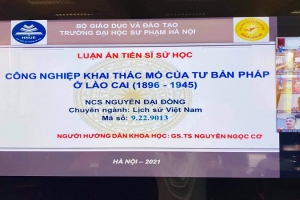 BỘ GIÁO DỤC VÀ ĐÀO TẠO
TRƯỜNG ĐẠI HỌC SƯ PHẠM HÀ NỘI
HNUE
LUẬN ÁN TIẾN SĨ SỬ HỌC
CÔNG NGHIỆP KHAI THÁC MỎ CỦA TƯ BẢN PHÁP
Ở LÀO CAI (1896 - 1945)
NCS NGUYỄN ĐẠI ĐỒNG
Chuyên ngành: Lịch sử Việt Nam
Mã số: 9.22.9013
NGƯỜI HƯỚNG DẪN KHOA HỌC: GS.TS NGUYỄN NGỌC CƠ
HÀ NỘI - 2021